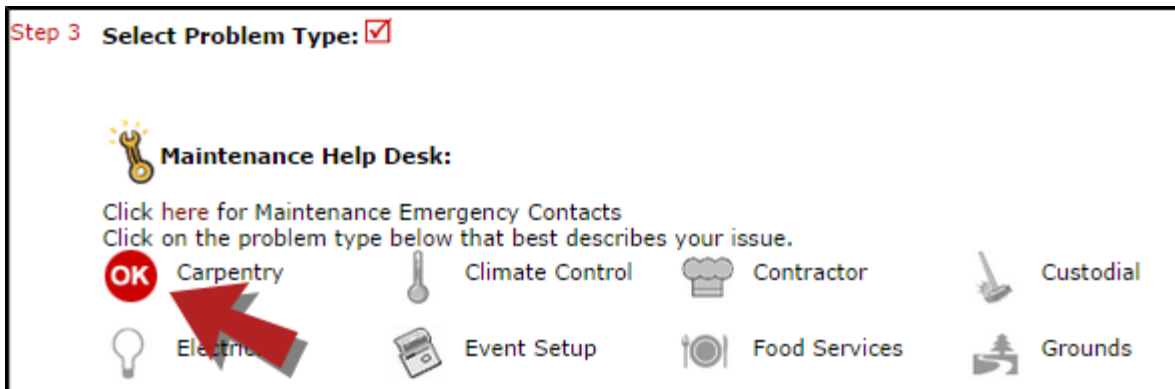 Step 3 Select Problem Type:
Maintenance Help Desk:
Click here for Maintenance Emergency Contacts
Click on the problem type below that best describes your issue.
OK Carpentry Climate Control Contractor Custodial
Event Setup Food Services Grounds